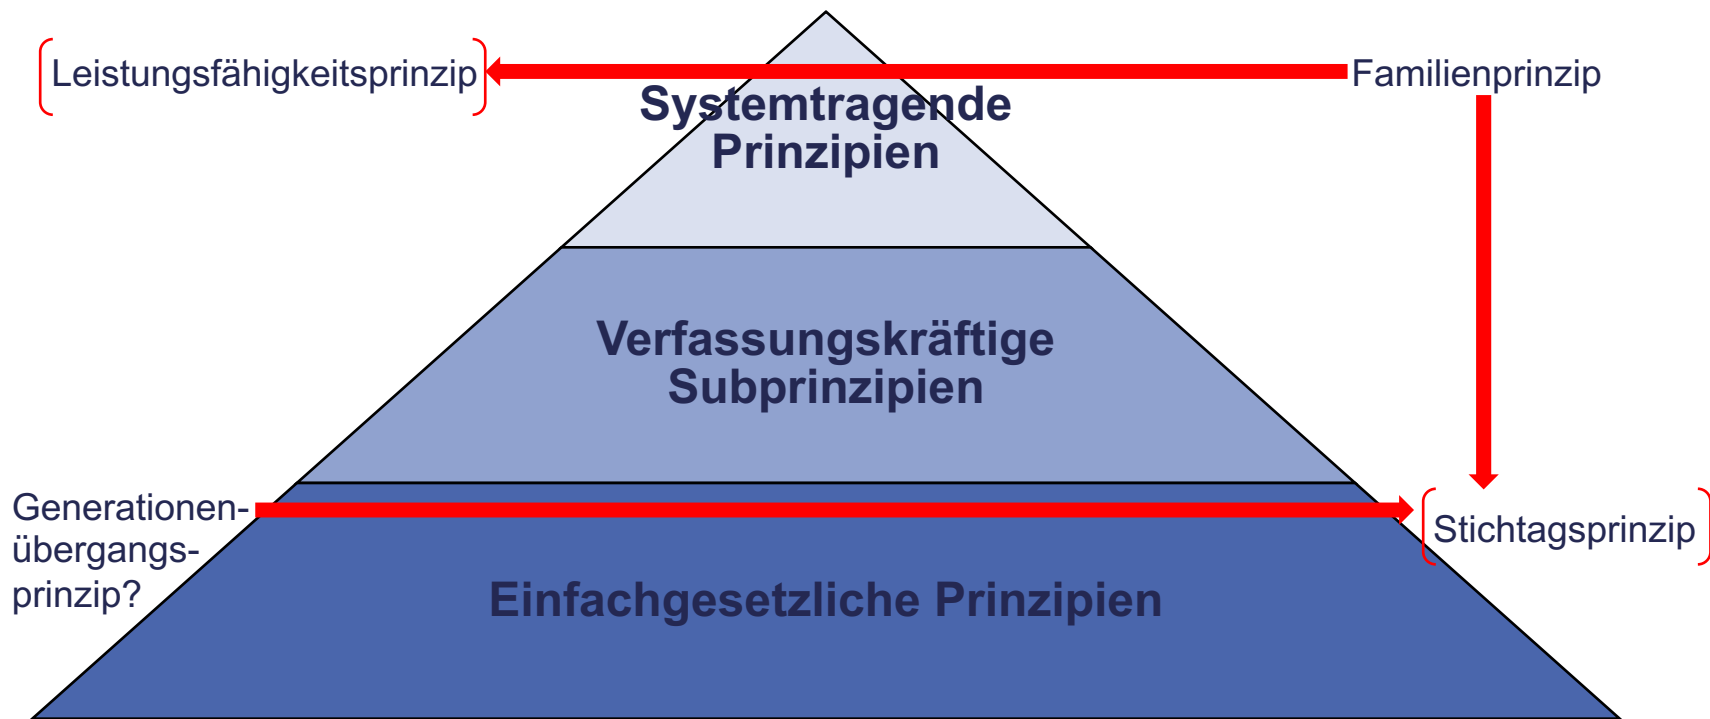 Leistungsfähigkeitsprinzip
Familienprinzip
Systemtragende
Prinzipien
Verfassungskräftige
Subprinzipien
Generationen-
übergangs-
prinzip?
Stichtagsprinzip
Einfachgesetzliche Prinzipien